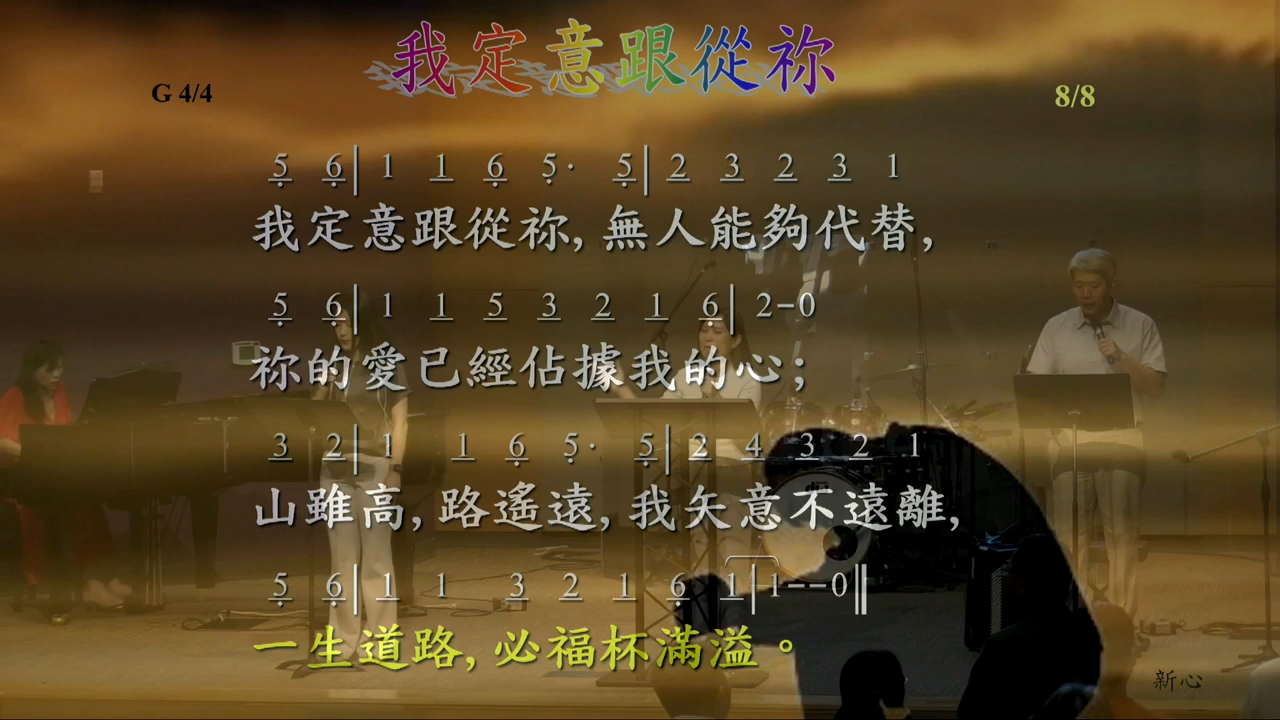 我定意跟從祢
G 4/4
8/8
5 6|1 1 6 5· 5|2 3 2 3 1
我定意跟從祢,無人能夠代替,
5 6|1 1 5 3 2 1 6|2-0
祢的愛已經佔據我的心;
3 2|1 1 6 5· 5|2 4 3 2 1
山雖高,路遙遠,我矢意不遠離,
5 6|1 1 3 2 1 6 1|1--0‖
一生道路,必福杯滿溢。
新心